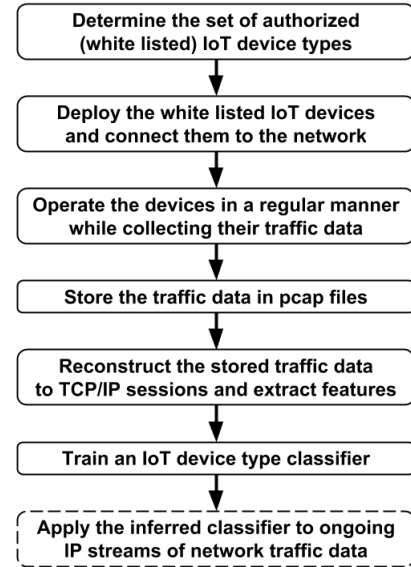 Determine the set of authorized
(white listed) IoT device types
Deploy the white listed IoT devices
and connect them to the network
Operate the devices in a regular manner
while collecting their traffic data
Store the traffic data in pcap files
Reconstruct the stored traffic data
to TCP/IP sessions and extract features
Train an IoT device type classifier
Apply the inferred classifier to ongoing
IP streams of network traffic data